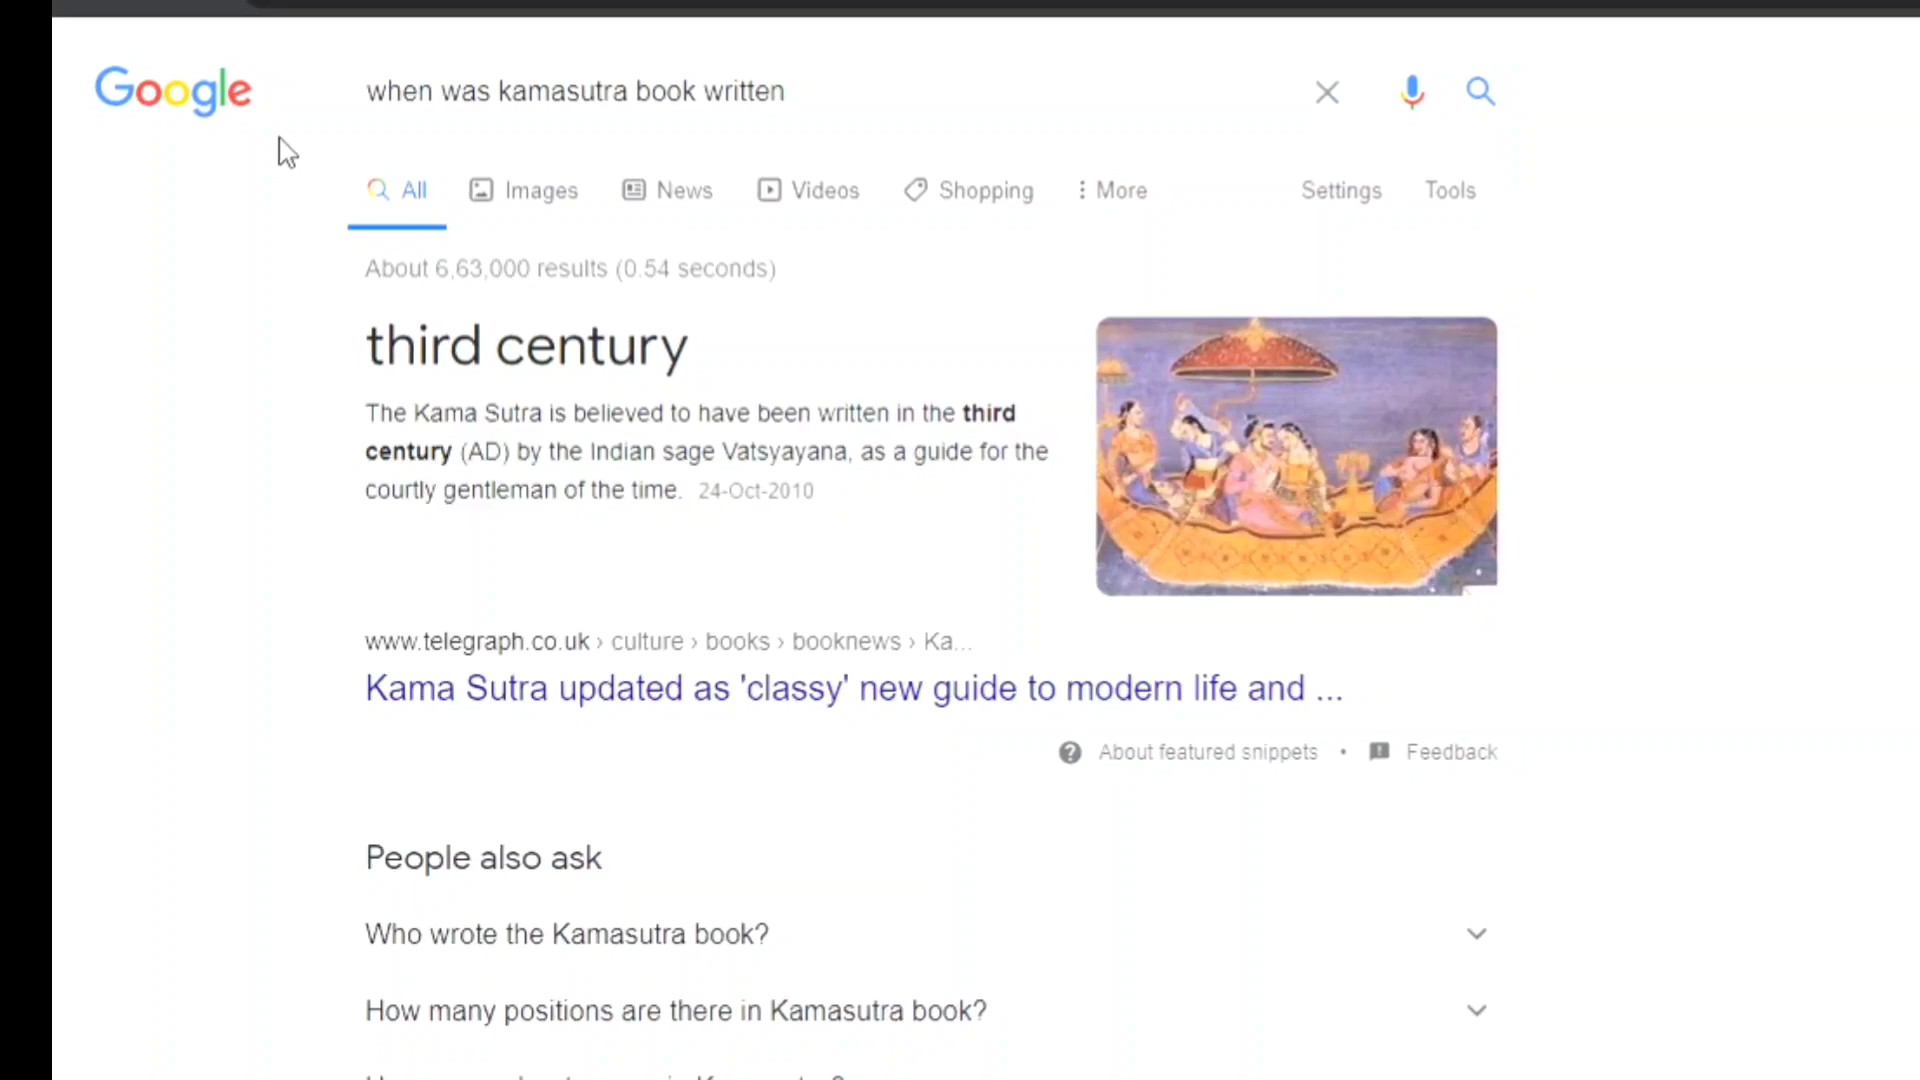 Google
when was kamasutra book written
All Images News Videos Shopping More Settings Tools
About 6,63,000 results (0.54 seconds)
third century
The Kama Sutra is believed to have been written in the third
century (AD) by the Indian sage Vatsyayana, as a guide for the
courtly gentleman of the time. 24-Oct-2010
www.telegraph.co.uk › culture › books › booknews › Ka...
Kama Sutra updated as 'classy' new guide to modern life and ...
About featured snippets • Feedback
People also ask
Who wrote the Kamasutra book?
How many positions are there in Kamasutra book?